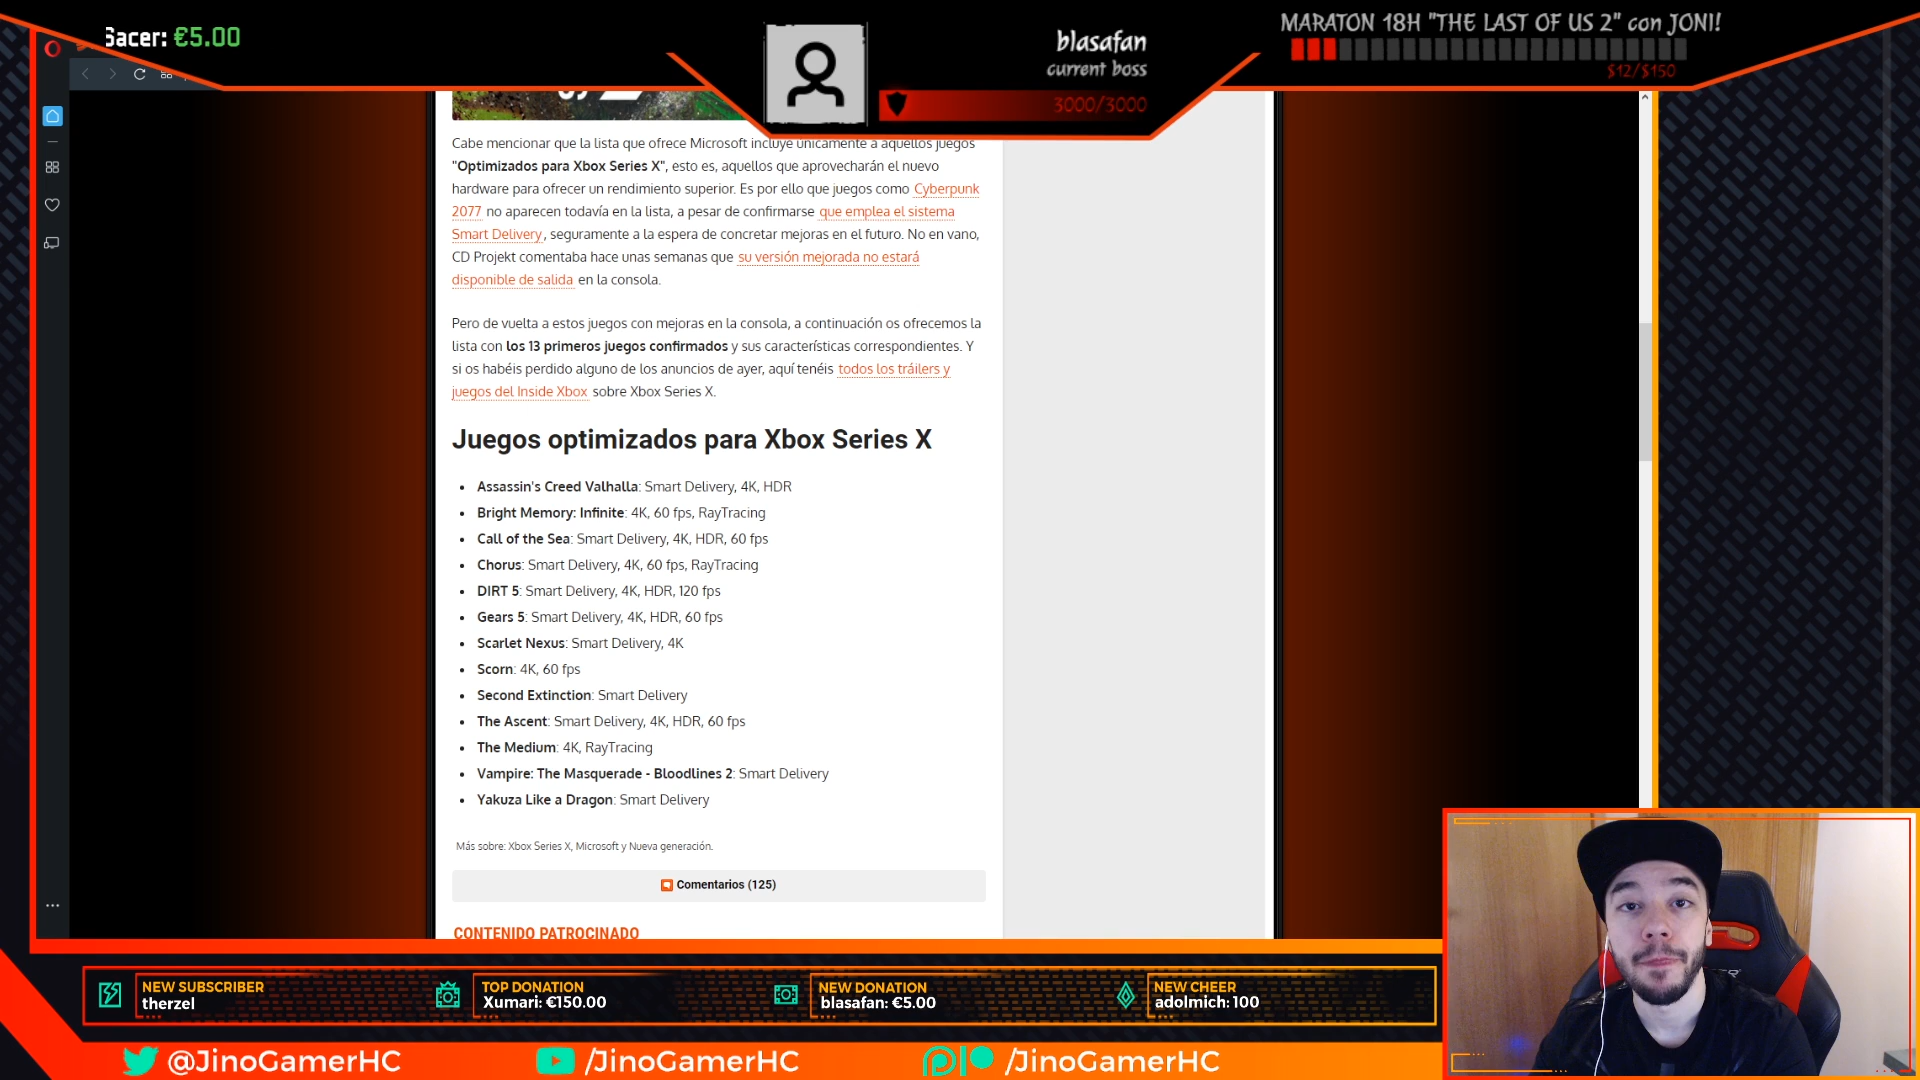 Sacer: €5.00
blasafan
current boss
3000/3000
MARATON 18H "THE LAST OF US 2" con JONI!
$12/$150
Cabe mencionar que la lista que ofrece Microsoft incluye únicamente a aquellos juegos
"Optimizados para Xbox Series X", esto es, aquellos que aprovecharán el nuevo
hardware para ofrecer un rendimiento superior. Es por ello que juegos como Cyberpunk
2077 no aparecen todavía en la lista, a pesar de confirmarse que emplea el sistema
Smart Delivery, seguramente a la espera de concretar mejoras en el futuro. No en vano,
CD Projekt comentaba hace unas semanas que su versión mejorada no estará
disponible de salida en la consola.
Pero de vuelta a estos juegos con mejoras en la consola, a continuación os ofrecemos la
lista con los 13 primeros juegos confirmados y sus características correspondientes. Y
si os habéis perdido alguno de los anuncios de ayer, aquí tenéis todos los tráilers y
juegos del Inside Xbox sobre Xbox Series X.
Juegos optimizados para Xbox Series X
• Assassin's Creed Valhalla: Smart Delivery, 4K, HDR
• Bright Memory: Infinite: 4K, 60 fps, RayTracing
• Call of the Sea: Smart Delivery, 4K, HDR, 60 fps
• Chorus: Smart Delivery, 4K, 60 fps, RayTracing
• DIRT 5: Smart Delivery, 4K, HDR, 120 fps
• Gears 5: Smart Delivery, 4K, HDR, 60 fps
• Scarlet Nexus: Smart Delivery, 4K
• Scorn: 4K, 60 fps
• Second Extinction: Smart Delivery
• The Ascent: Smart Delivery, 4K, HDR, 60 fps
• The Medium: 4K, RayTracing
• Vampire: The Masquerade - Bloodlines 2: Smart Delivery
• Yakuza Like a Dragon: Smart Delivery
Más sobre: Xbox Series X, Microsoft y Nueva generación.
Comentarios (125)
CONTENIDO PATROCINADO
NEW SUBSCRIBER
therzel
TOP DONATION
Xumari: €150.00
NEW DONATION
blasafan: €5.00
NEW CHEER
adolmich: 100
@JinoGamerHC
/JinoGamerHC
/JinoGamerHC